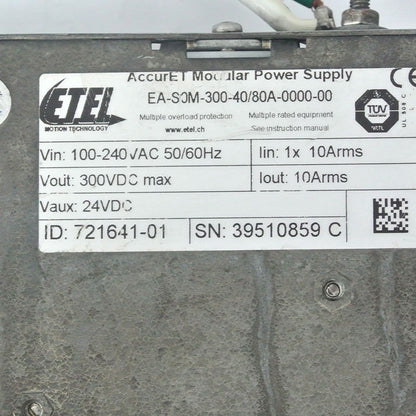 AccurET Modular Power Supply
EA-S0M-300-40/80A-0000-00
ETEL
MOTION TECHNOLOGY
Multiple overload protection Multiple rated equipment
www.etel.ch See instruction manual
TÜV
UL 508 C
Vin: 100-240VAC 50/60Hz Iin: 1x 10Arms
Vout: 300VDC max Iout: 10Arms
Vaux: 24VDC
ID: 721641-01 SN: 39510859 C